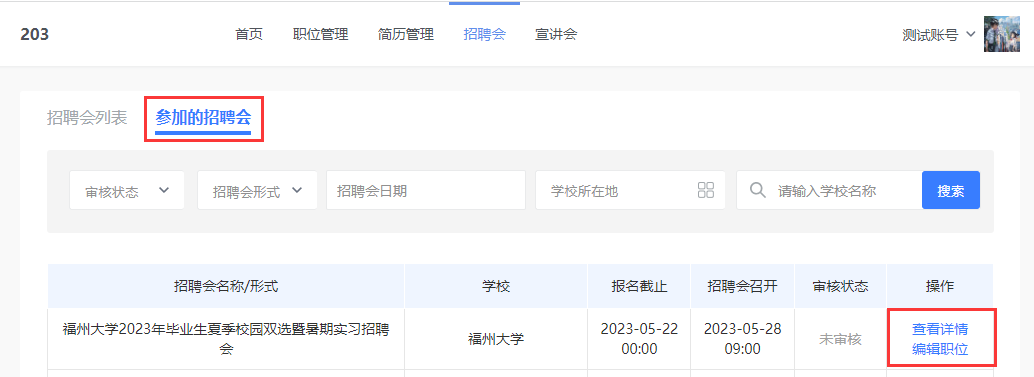 203
首页 职位管理 简历管理 招聘会 宣讲会 测试账号
招聘会列表 参加的招聘会
审核状态 招聘会形式 招聘会日期 学校所在地 请输入学校名称 搜索
招聘会名称/形式 学校 报名截止 招聘会召开 审核状态 操作
福州大学2023年毕业生夏季校园双选暨暑期实习招聘
会
福州大学
2023-05-22
00:00
2023-05-28
09:00
未审核
查看详情
编辑职位